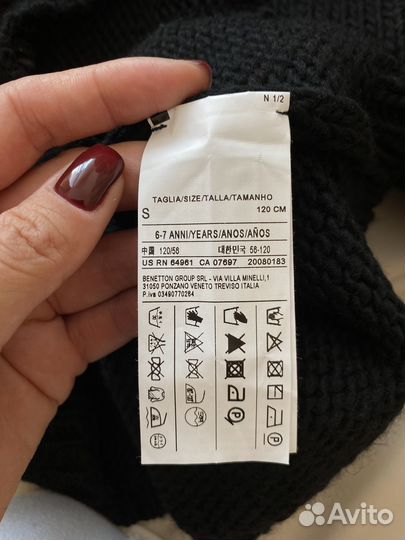 N 1/2
TAGLIA/SIZE/TALLA/TAMANHO
S 120 CM
6-7 ANNI/YEARS/ANOS/AÑOS
中国 120/56 대한민국 56-120
US RN 64961 CA 07697 20080183
BENETTON GROUP SRL - VIA VILLA MINELLI,1
31050 PONZANO VENETO TREVISO ITALIA
P.iva 03490770264
P
P
Avito